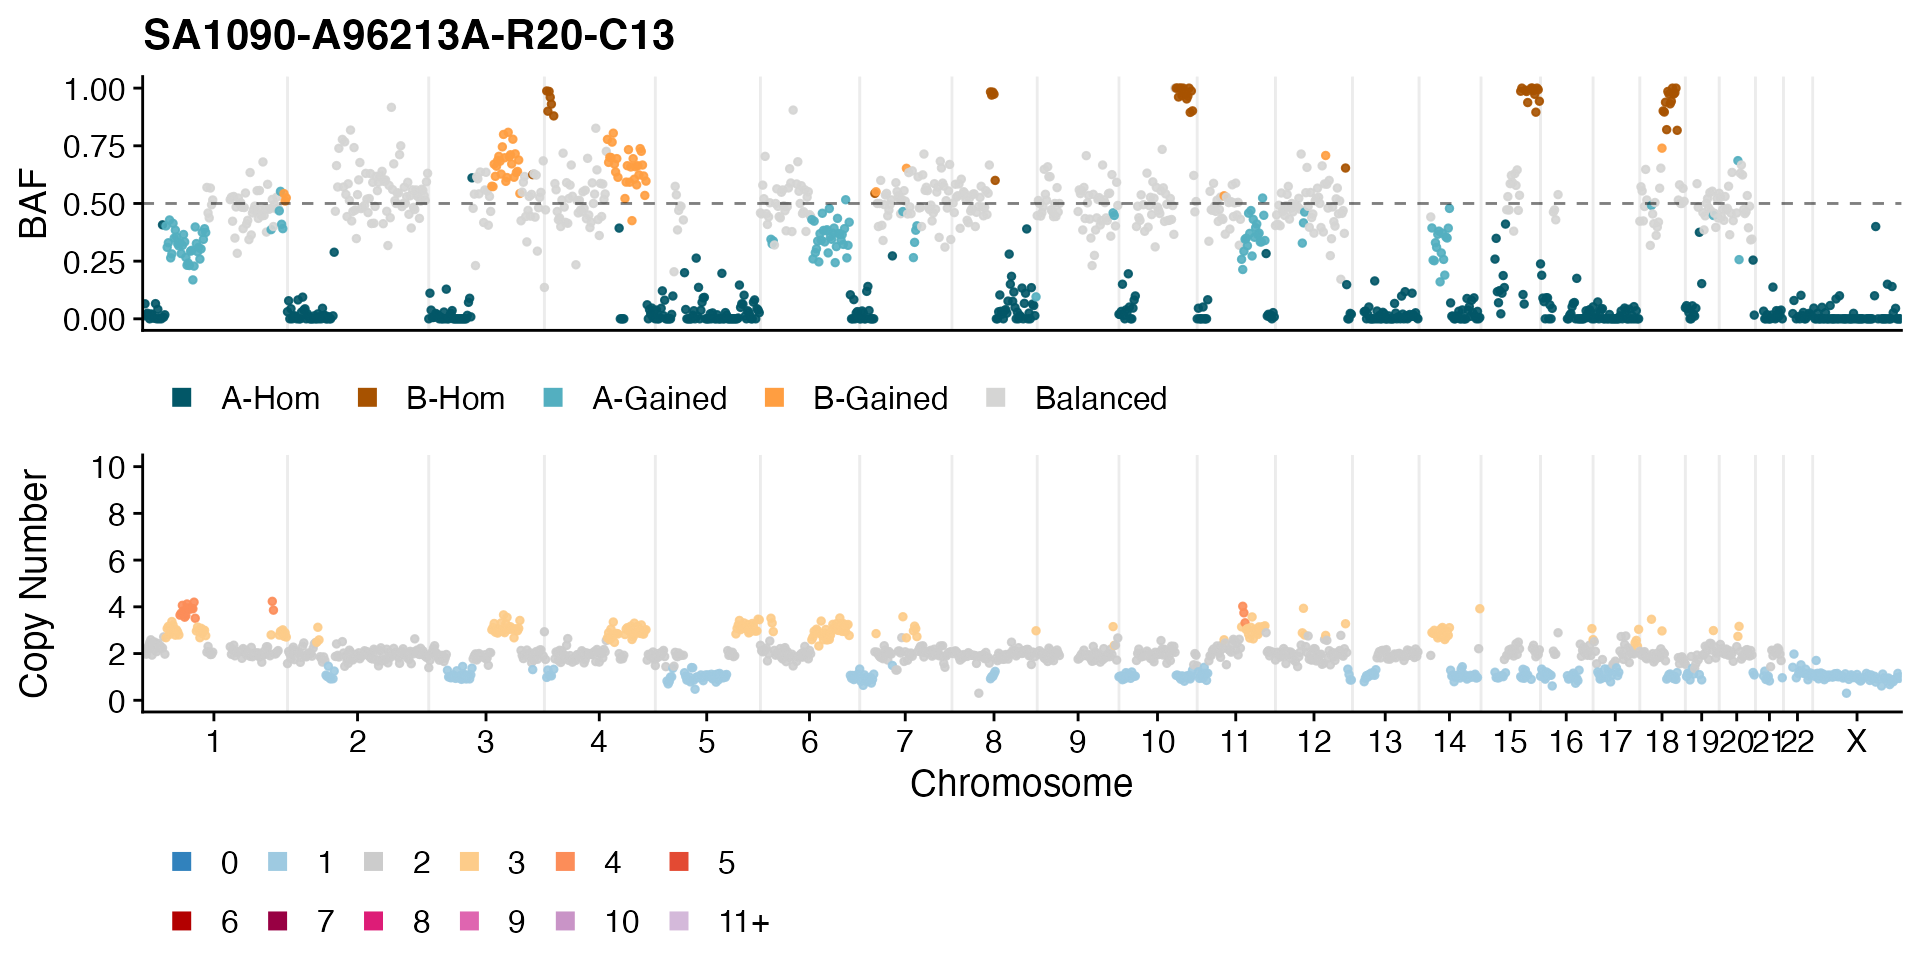 SA1090-A96213A-R20-C13
BAF
1.00
0.75
0.50
0.25
0.00
A-Hom B-Hom A-Gained B-Gained Balanced
Copy Number
10
8
6
4
2
0
1 2 3 4 5 6 7 8 9 10 11 12 13 14 15 16 17 18 19 20 21 22 X
Chromosome
0 1 2 3 4 5
6 7 8 9 10 11+